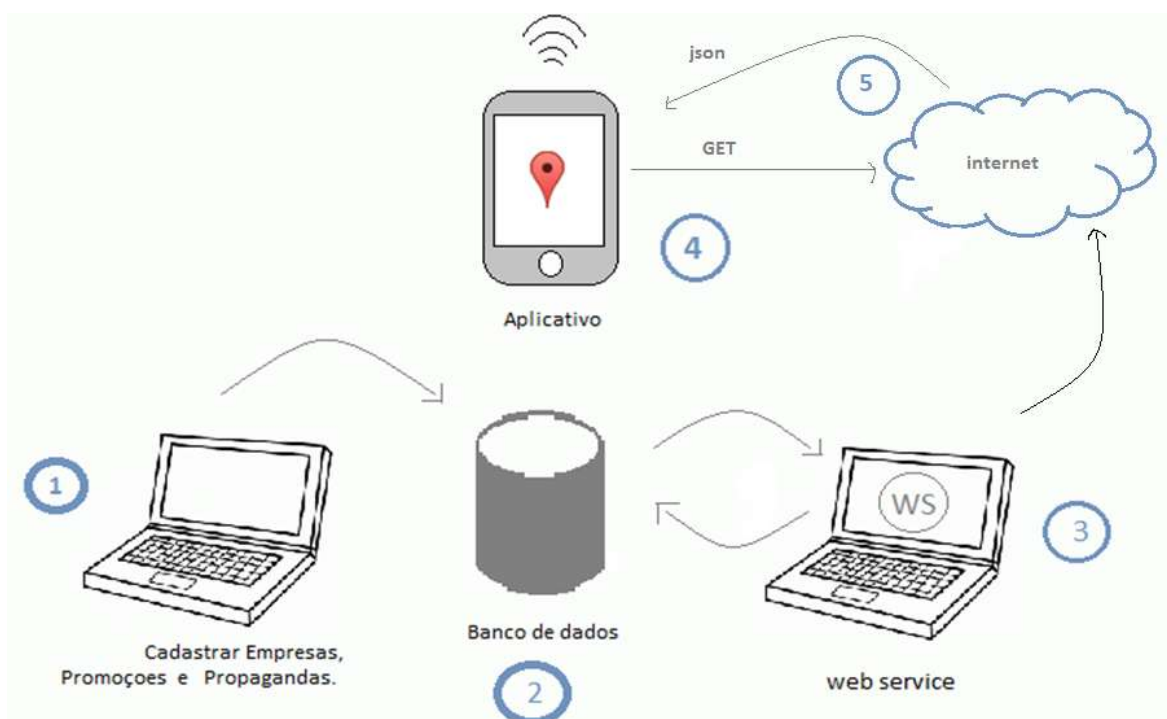 json
5
GET
internet
4
Aplicativo
1
WS
3
Cadastrar Empresas,
Promoçoes e Propagandas.
Banco de dados
2
web service